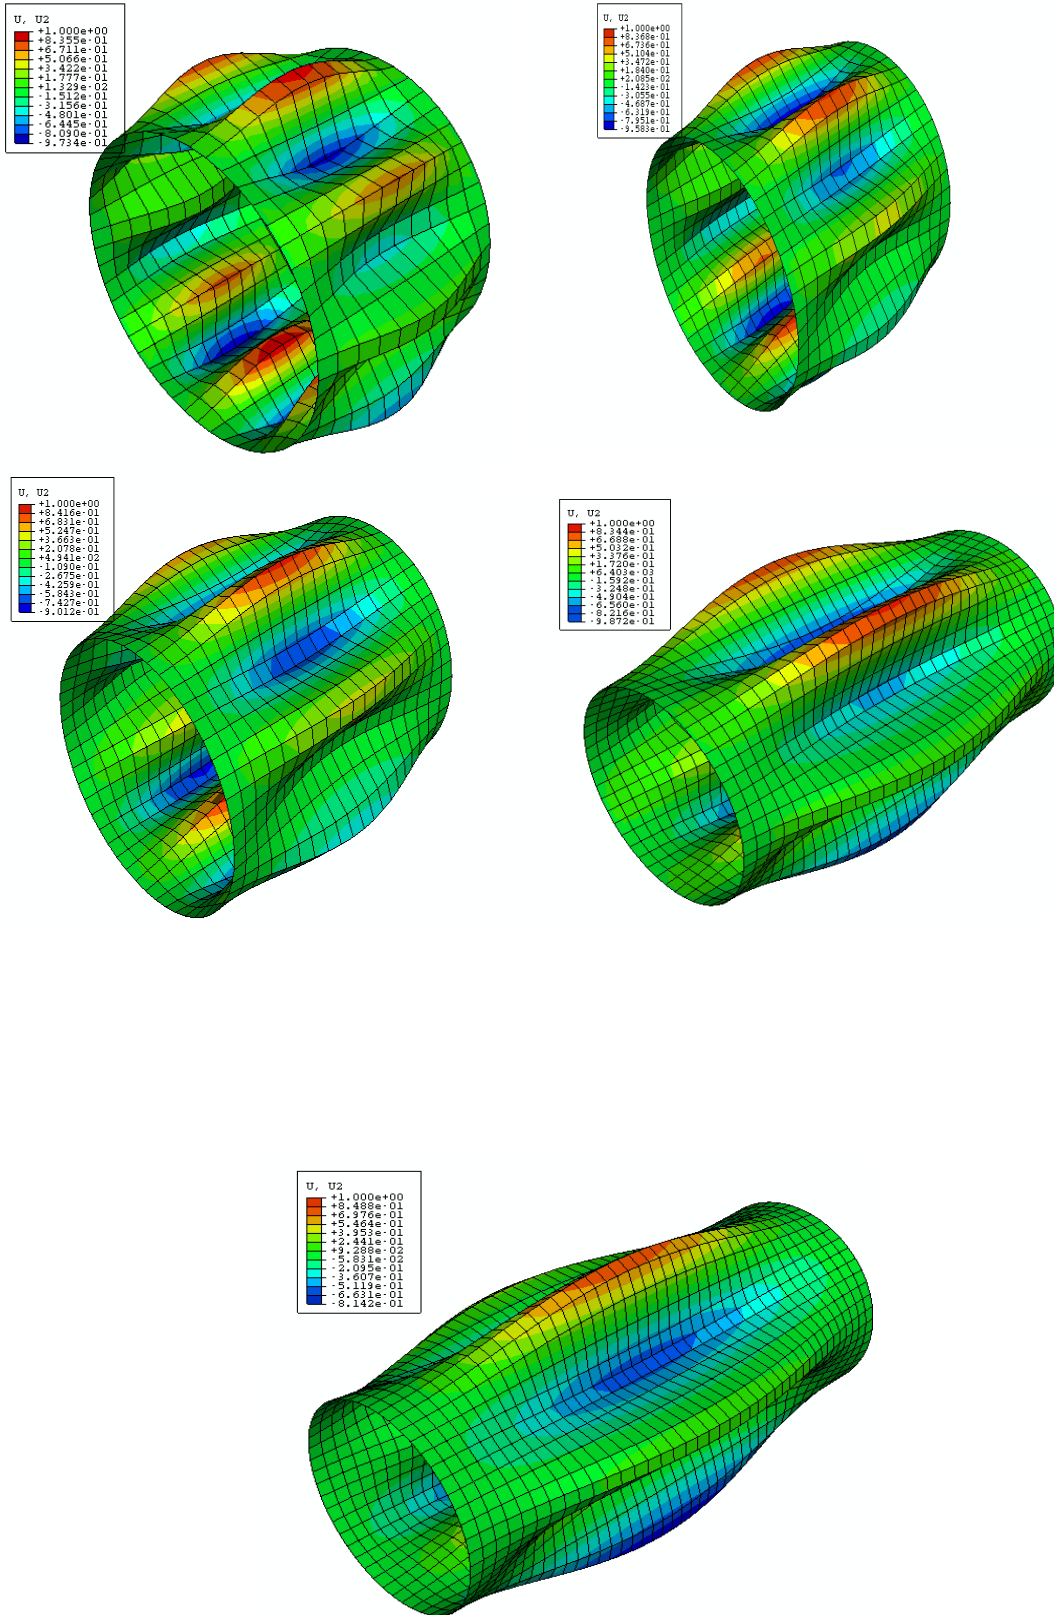 U, U2
+1.000e+00
+8.355e-01
+6.711e-01
+5.066e-01
+3.422e-01
+1.777e-01
+1.329e-02
-1.512e-01
-3.156e-01
-4.801e-01
-6.445e-01
-8.090e-01
-9.734e-01
U, U2
+1.000e+00
+8.368e-01
+6.736e-01
+5.104e-01
+3.472e-01
+1.840e-01
+2.085e-02
-1.423e-01
-3.055e-01
-4.687e-01
-6.319e-01
-7.951e-01
-9.583e-01
U, U2
+1.000e+00
+8.416e-01
+6.831e-01
+5.247e-01
+3.663e-01
+2.078e-01
+4.941e-02
-1.090e-01
-2.675e-01
-4.259e-01
-5.843e-01
-7.427e-01
-9.012e-01
U, U2
+1.000e+00
+8.344e-01
+6.688e-01
+5.032e-01
+3.376e-01
+1.720e-01
+6.403e-03
-1.592e-01
-3.248e-01
-4.904e-01
-6.560e-01
-8.216e-01
-9.872e-01
U, U2
+1.000e+00
+8.488e-01
+6.976e-01
+5.464e-01
+3.953e-01
+2.441e-01
+9.288e-02
-5.831e-02
-2.095e-01
-3.607e-01
-5.119e-01
-6.631e-01
-8.142e-01